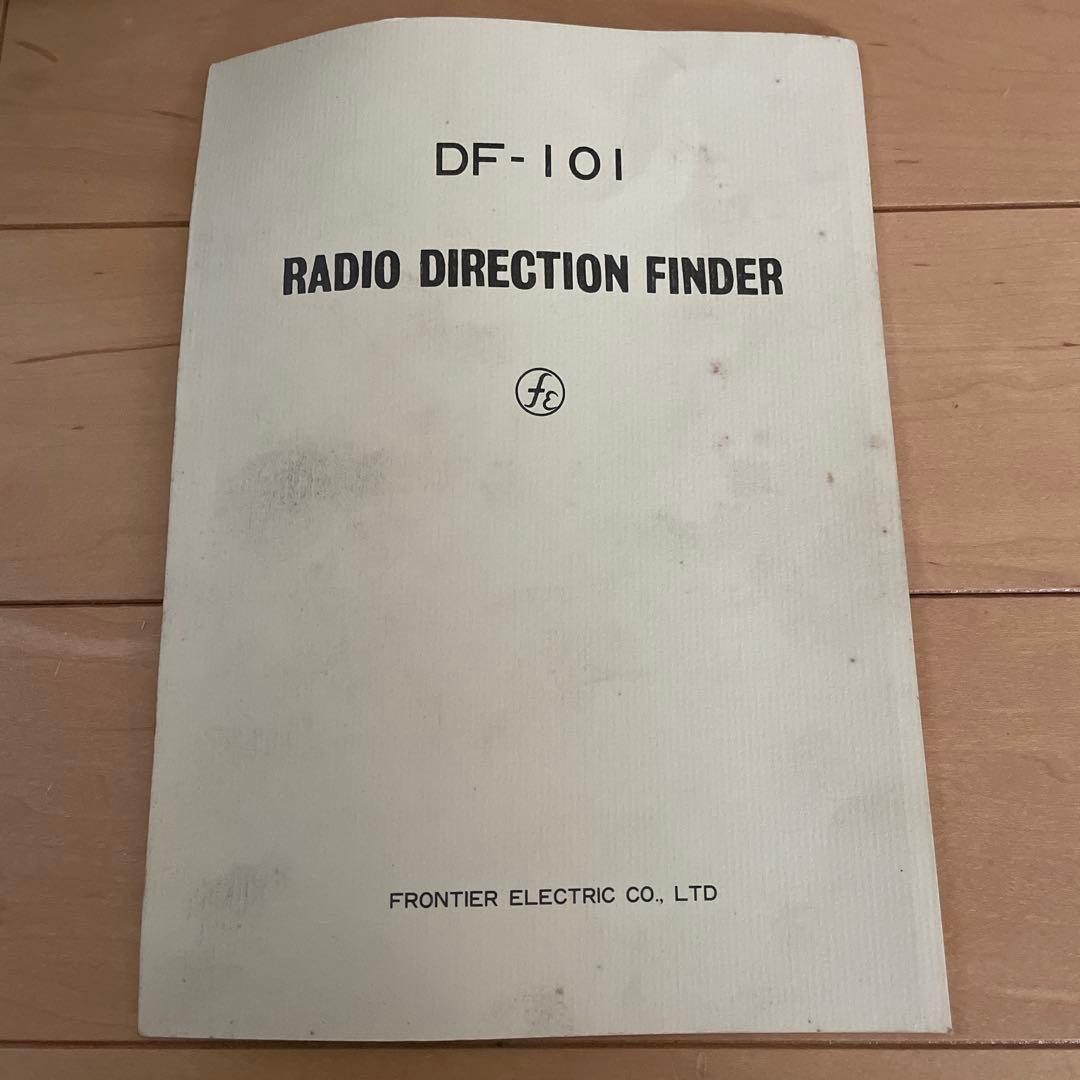 DF-101
RADIO DIRECTION FINDER
fε
FRONTIER ELECTRIC CO., LTD